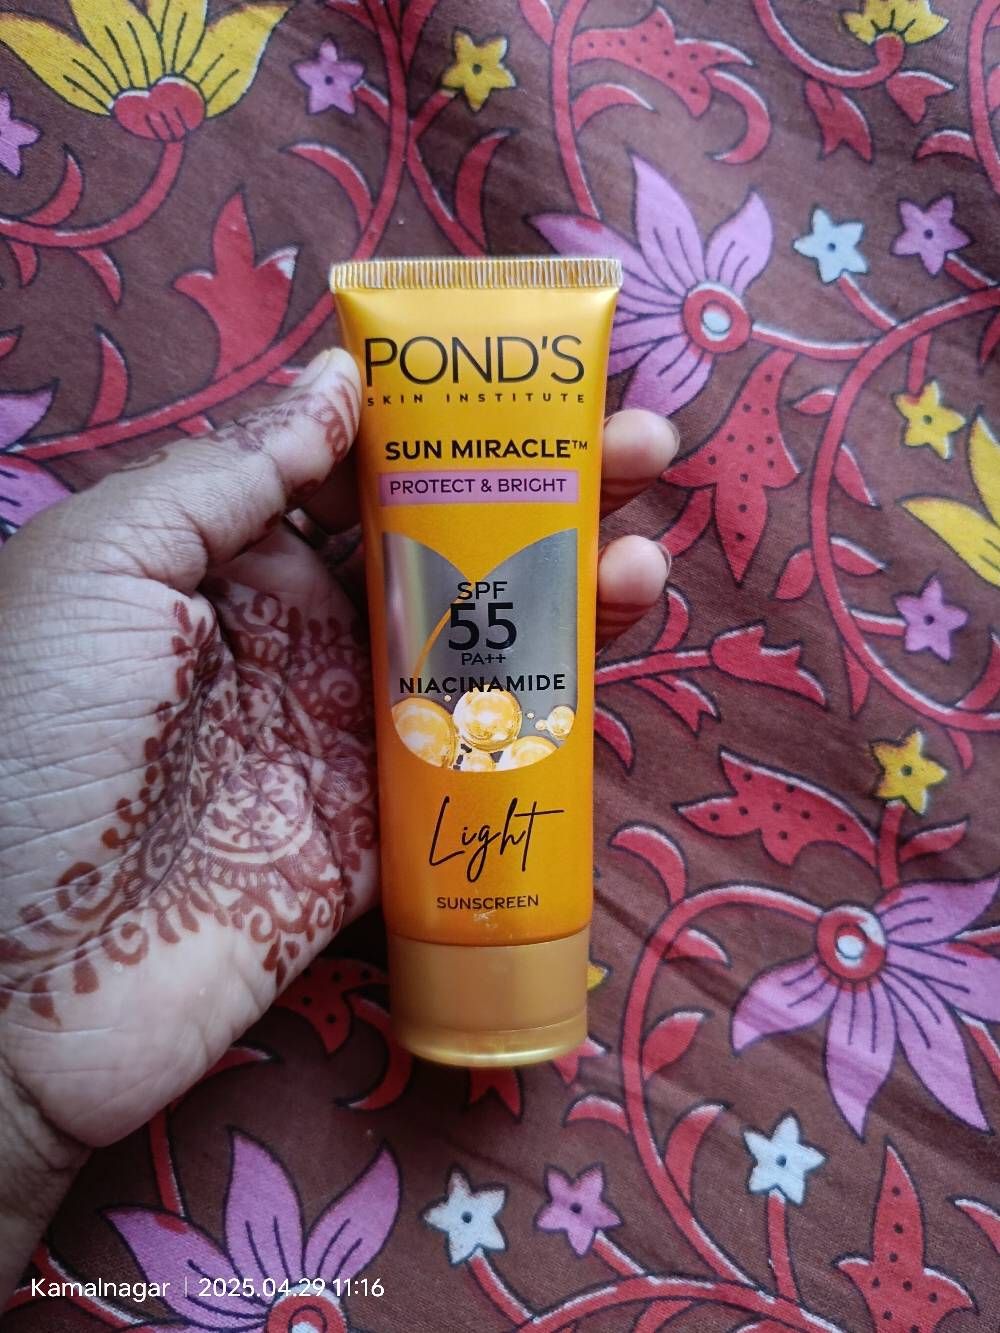 POND'S
SKIN INSTITUTE
SUN MIRACLE™
PROTECT & BRIGHT
SPF
55
PA++
NIACINAMIDE
Light
SUNSCREEN
Kamalnagar | 2025.04.29 11:16